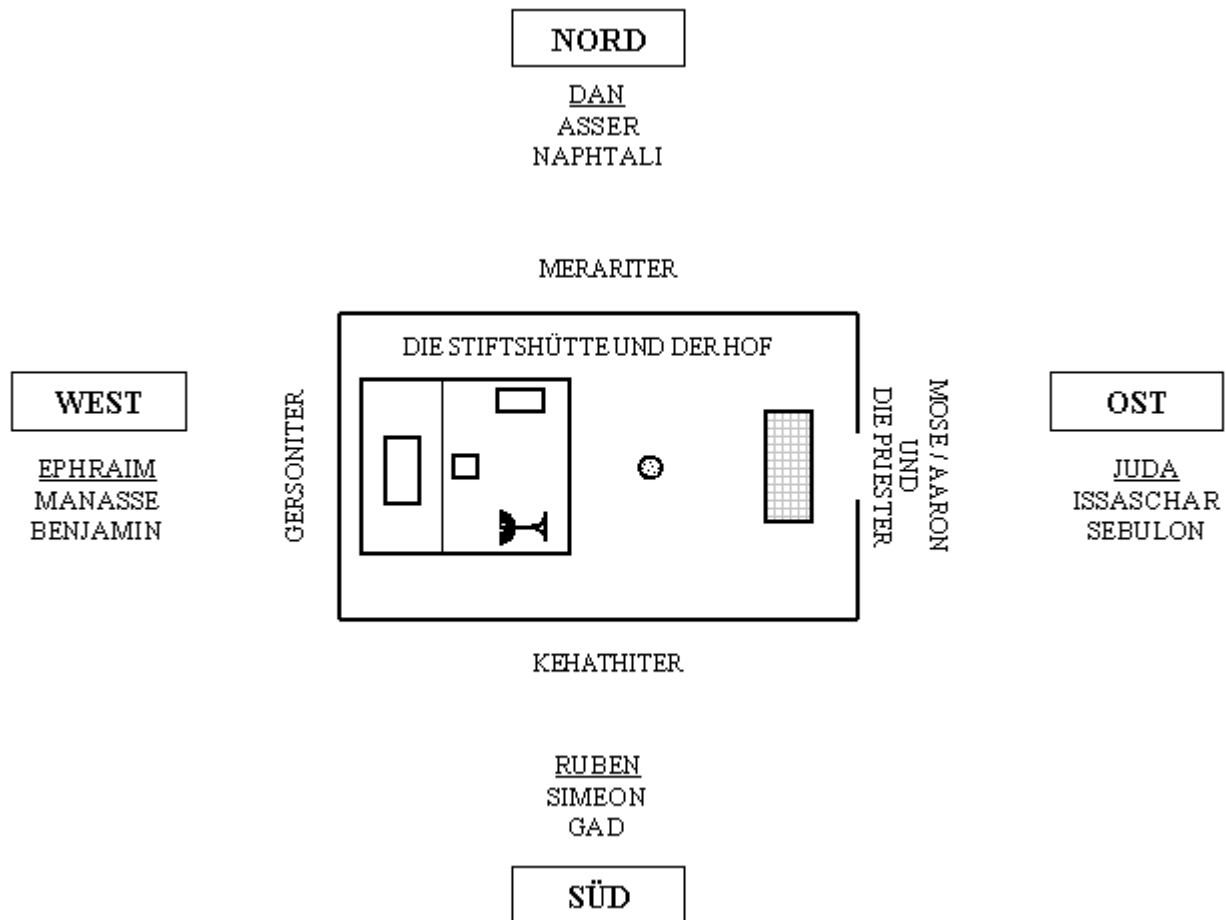 NORD
DAN
ASSER
NAPHTALI
MERARITER
DIE STIFTSHÜTTE UND DER HOF
WEST
EPHRAIM
MANASSE
BENJAMIN
GERSONITER
MOSE / AARON
UND
DIE PRIESTER
OST
JUDA
ISSASCHAR
SEBULON
KEHATHITER
RUBEN
SIMEON
GAD
SÜD